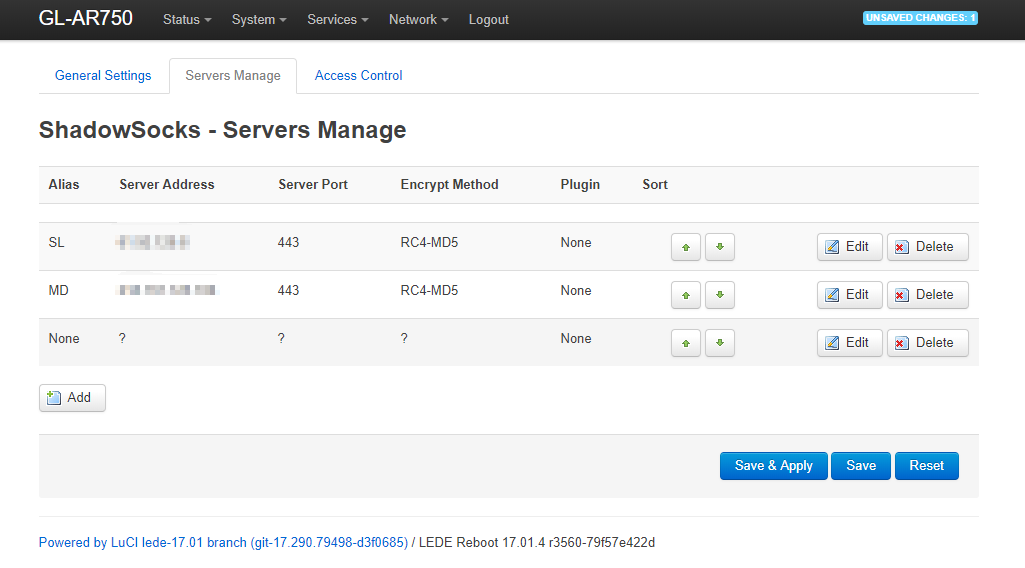 GL-AR750 Status System Services Network Logout UNSAVED CHANGES: 1
General Settings Servers Manage Access Control
ShadowSocks - Servers Manage
Alias Server Address Server Port Encrypt Method Plugin Sort
SL 443 RC4-MD5 None Edit Delete
MD 443 RC4-MD5 None Edit Delete
None ? ? ? None Edit Delete
Add
Save & Apply Save Reset
Powered by LuCI lede-17.01 branch (git-17.290.79498-d3f0685) / LEDE Reboot 17.01.4 r3560-79f57e422d